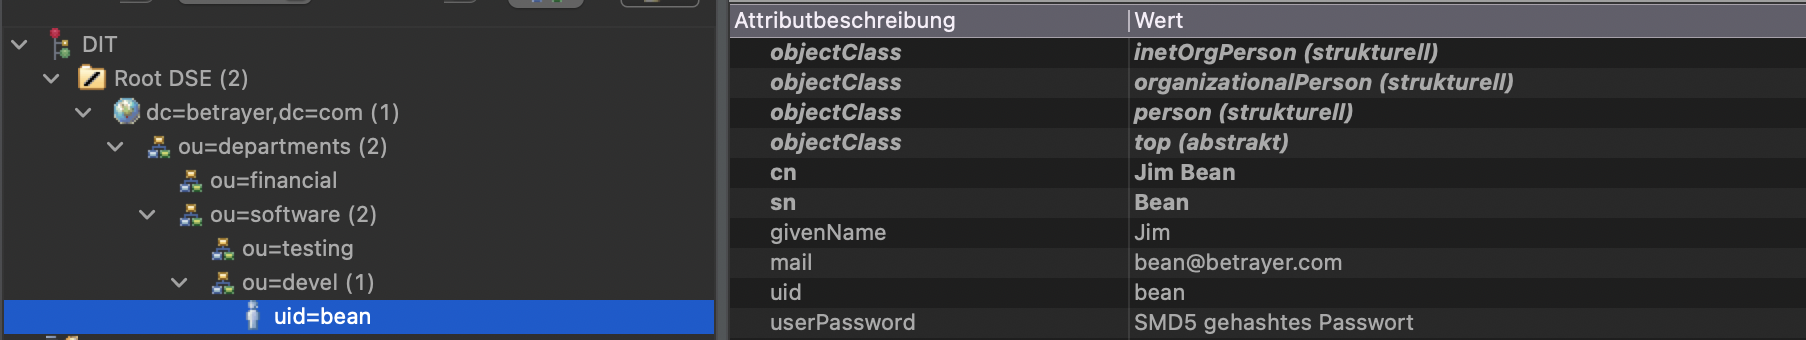 DIT
Root DSE (2)
dc=betrayer,dc=com (1)
ou=departments (2)
ou=financial
ou=software (2)
ou=testing
ou=devel (1)
uid=bean
Attributbeschreibung Wert
objectClass inetOrgPerson (strukturell)
objectClass organizationalPerson (strukturell)
objectClass person (strukturell)
objectClass top (abstrakt)
cn Jim Bean
sn Bean
givenName Jim
mail bean@betrayer.com
uid bean
userPassword SMD5 gehashtes Passwort